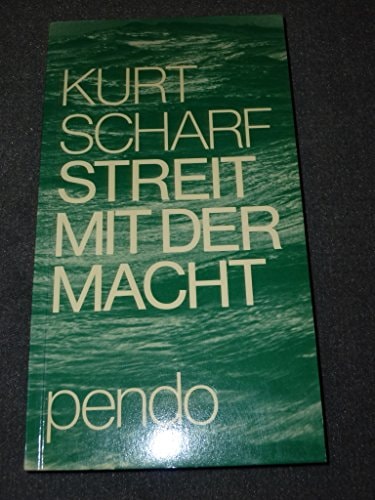 KURT
SCHARF
STREIT
MIT DER
MACHT
pendo